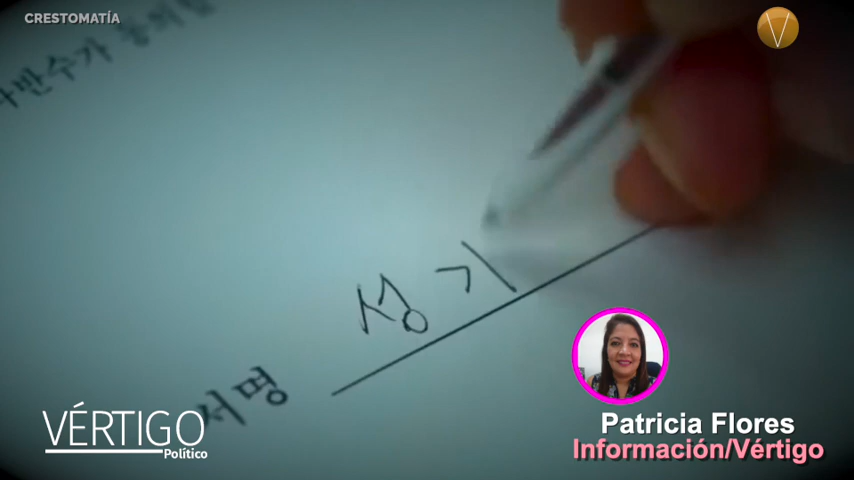 CRESTOMATÍA
V
성기
서명
VÉRTIGO
Político
Patricia Flores
Información/Vértigo